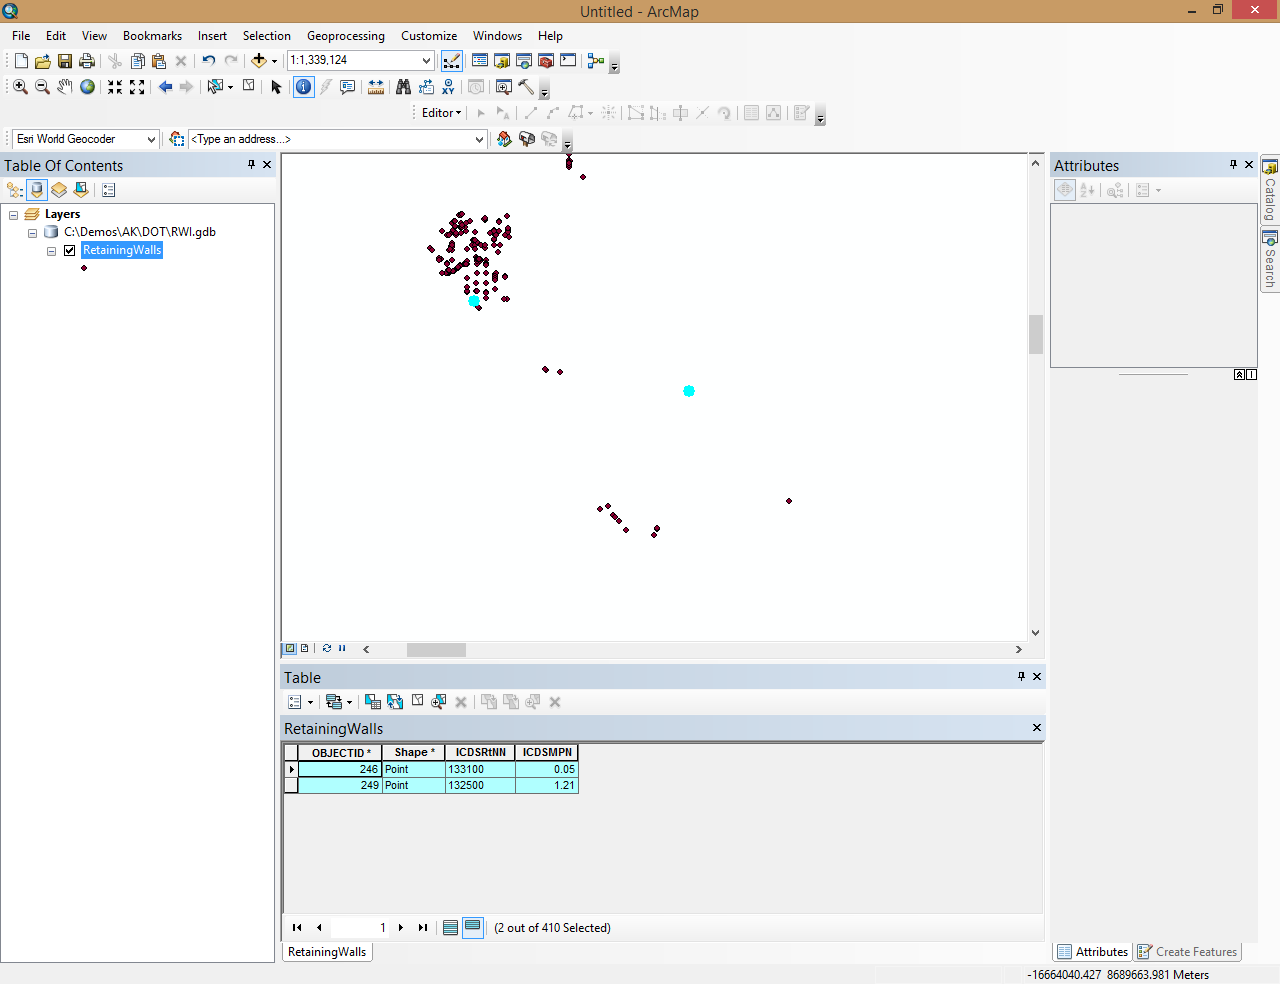 Untitled - ArcMap
File Edit View Bookmarks Insert Selection Geoprocessing Customize Windows Help
1:1,339,124
Editor
Esri World Geocoder <Type an address...>
Table Of Contents
Layers
C:\Demos\AK\DOT\RWI.gdb
RetainingWalls
Attributes
Catalog
Search
Table
RetainingWalls
OBJECTID * Shape * ICDSRtNN ICDSMPN
246 Point 133100 0.05
249 Point 132500 1.21
1 (2 out of 410 Selected)
RetainingWalls
Attributes Create Features
-16664040.427 8689663.981 Meters